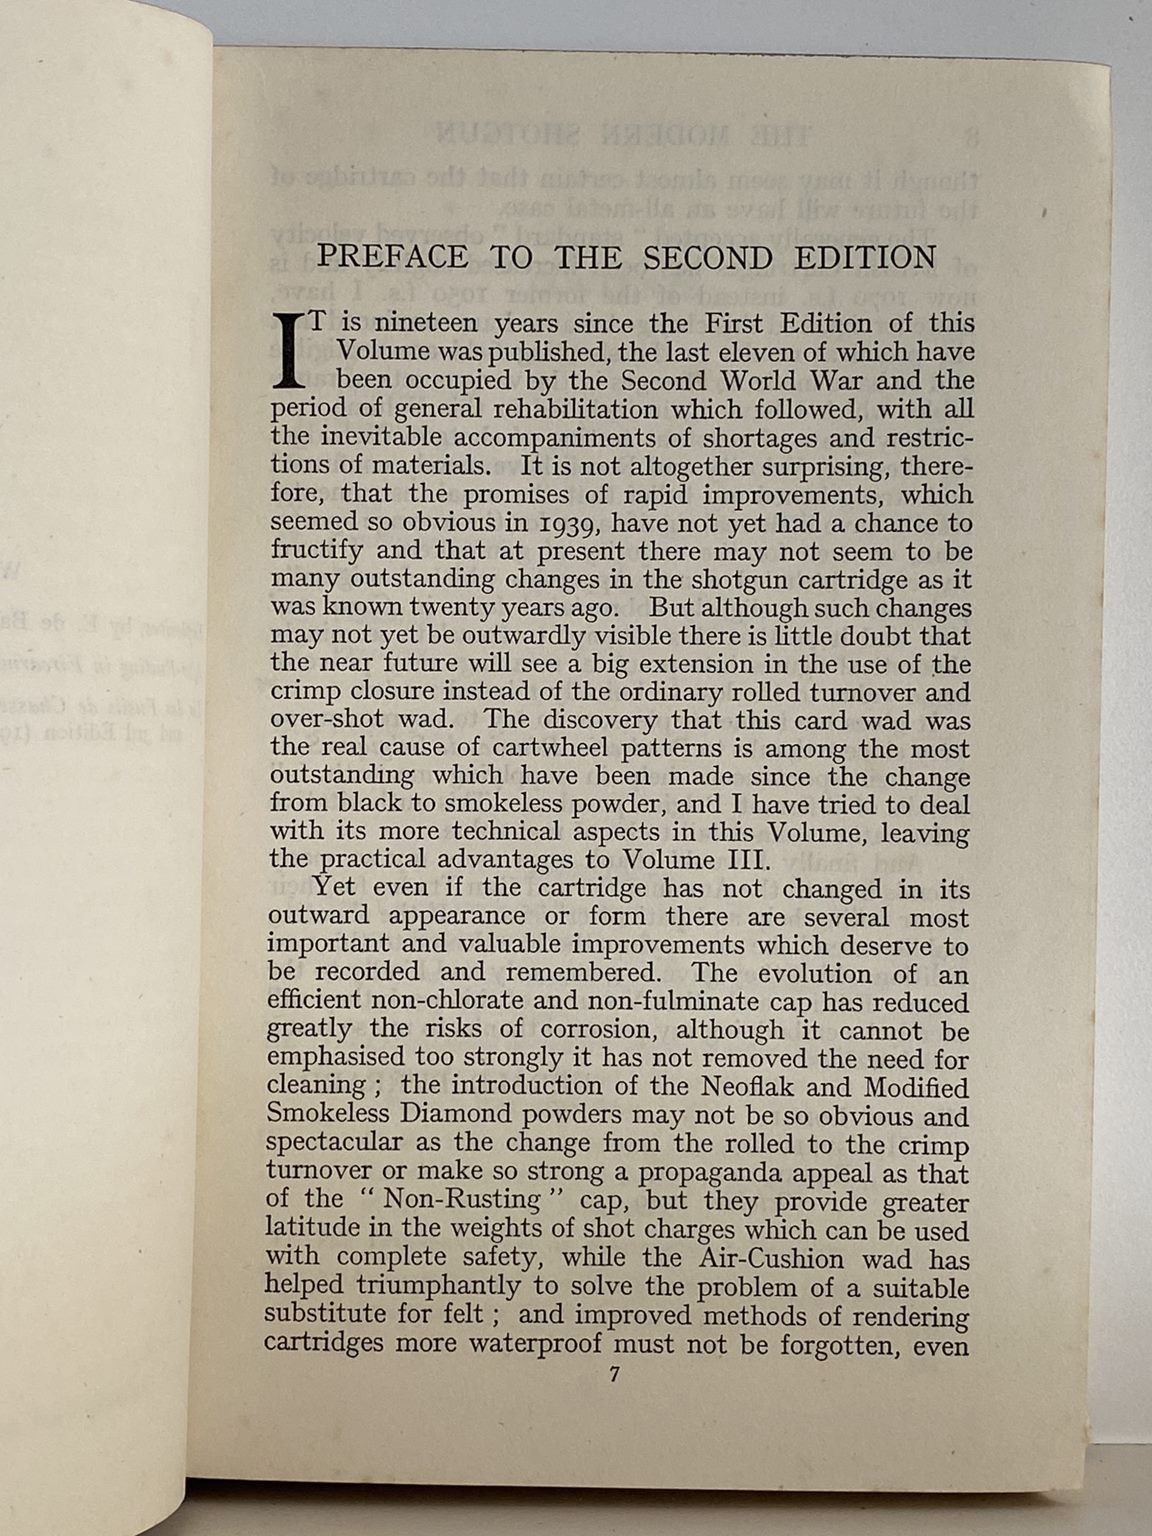 PREFACE TO THE SECOND EDITION
IT is nineteen years since the First Edition of this
Volume was published, the last eleven of which have
been occupied by the Second World War and the
period of general rehabilitation which followed, with all
the inevitable accompaniments of shortages and restric-
tions of materials. It is not altogether surprising, there-
fore, that the promises of rapid improvements, which
seemed so obvious in 1939, have not yet had a chance to
fructify and that at present there may not seem to be
many outstanding changes in the shotgun cartridge as it
was known twenty years ago. But although such changes
may not yet be outwardly visible there is little doubt that
the near future will see a big extension in the use of the
crimp closure instead of the ordinary rolled turnover and
over-shot wad. The discovery that this card wad was
the real cause of cartwheel patterns is among the most
outstanding which have been made since the change
from black to smokeless powder, and I have tried to deal
with its more technical aspects in this Volume, leaving
the practical advantages to Volume III.
Yet even if the cartridge has not changed in its
outward appearance or form there are several most
important and valuable improvements which deserve to
be recorded and remembered. The evolution of an
efficient non-chlorate and non-fulminate cap has reduced
greatly the risks of corrosion, although it cannot be
emphasised too strongly it has not removed the need for
cleaning ; the introduction of the Neoflak and Modified
Smokeless Diamond powders may not be so obvious and
spectacular as the change from the rolled to the crimp
turnover or make so strong a propaganda appeal as that
of the " Non-Rusting " cap, but they provide greater
latitude in the weights of shot charges which can be used
with complete safety, while the Air-Cushion wad has
helped triumphantly to solve the problem of a suitable
substitute for felt ; and improved methods of rendering
cartridges more waterproof must not be forgotten, even
7